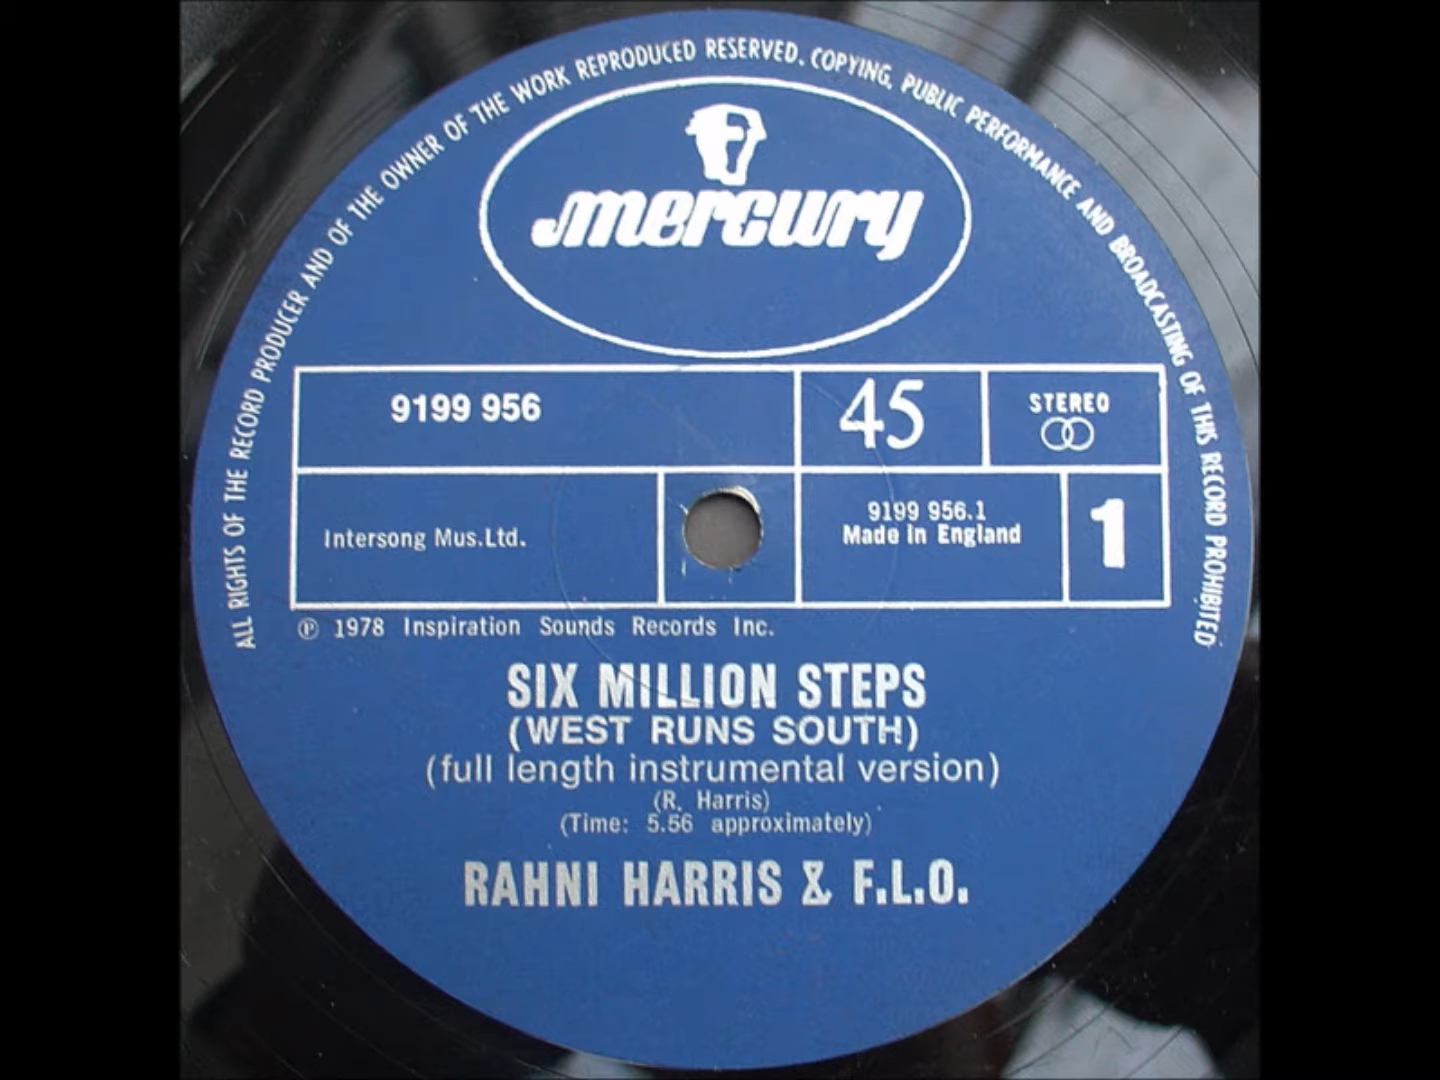 ALL RIGHTS OF THE RECORD PRODUCER AND OF THE OWNER OF THE WORK REPRODUCED RESERVED. COPYING, PUBLIC PERFORMANCE AND BROADCASTING OF THIS RECORD PROHIBITED
mercury
9199 956
45
STEREO
Intersong Mus.Ltd.
9199 956.1
Made in England
1
℗ 1978 Inspiration Sounds Records Inc.
SIX MILLION STEPS
(WEST RUNS SOUTH)
(full length instrumental version)
(R. Harris)
(Time: 5.56 approximately)
RAHNI HARRIS & F.L.O.